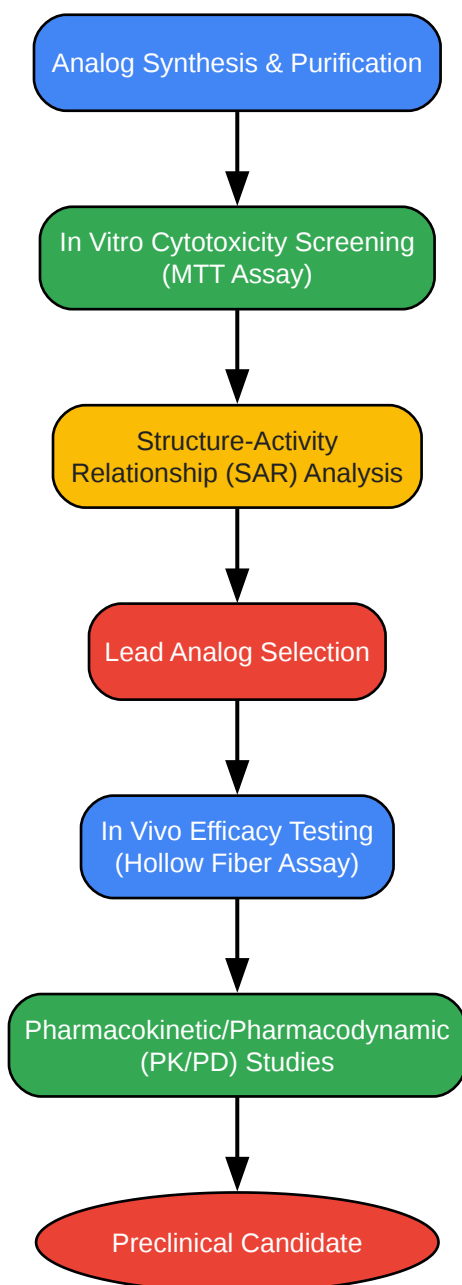 Analog Synthesis & Purification
In Vitro Cytotoxicity Screening
(MTT Assay)
Structure-Activity
Relationship (SAR) Analysis
Lead Analog Selection
In Vivo Efficacy Testing
(Hollow Fiber Assay)
Pharmacokinetic/Pharmacodynamic
(PK/PD) Studies
Preclinical Candidate